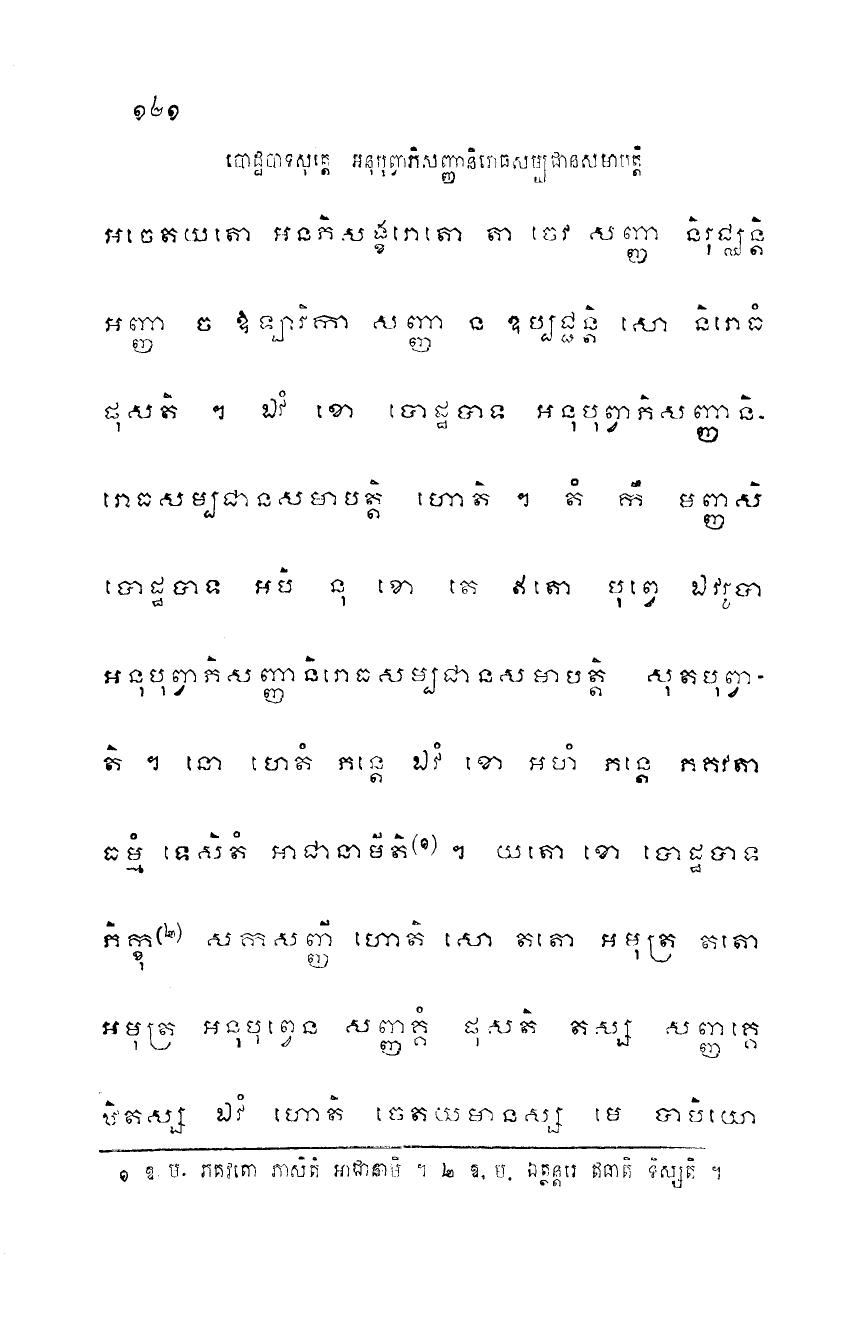 ១២១
បោដ្ឋបាទសុត្តេ អនុបុព្វាភិសញ្ញានិរោធសម្បជានសមាបត្តិ
អចេតយតោ អនភិសង្ខរោតោ តា ចេវ សញ្ញា និរុជ្ឈន្តិ
អញ្ញា ច ឱឡារិកា សញ្ញា ន ឧប្បជ្ជន្តិ សោ និរោធំ
ផុសតិ ។ ឯវំ ខោ បោដ្ឋបាទ អនុបុព្វាភិសញ្ញានិ-
រោធសម្បជានសមាបត្តិ ហោតិ ។ តំ កឹ មញ្ញសិ
បោដ្ឋបាទ អបិ នុ ខោ តេ ឥតោ បុព្វេ ឯវរូបា
អនុបុព្វាភិសញ្ញានិរោធសម្បជានសមាបត្តិ សុតបុព្វា-
តិ ។ នោ ហេតំ ភន្តេ ឯវំ ខោ អហំ ភន្តេ ភគវតា
ធម្មំ ទេសិតំ អាជានាមីតិ(១) ។ យតោ ខោ បោដ្ឋបាទ
ភិក្ខុ(២) សកសញ្ញី ហោតិ សោ តតោ អមុត្រ តតោ
អមុត្រ អនុបុព្វេន សញ្ញគ្គំ ផុសតិ តស្ស សញ្ញគ្គេ
ឋិតស្ស ឯវំ ហោតិ ចេតយមានស្ស មេ បាបិយោ
១ ឧ. ប. ភគវតោ ភាសិតំ អាជានាមិ ។ ២ ឧ. ប. ឯត្ថន្តរេ ឥធាតិ ទិស្សតិ ។